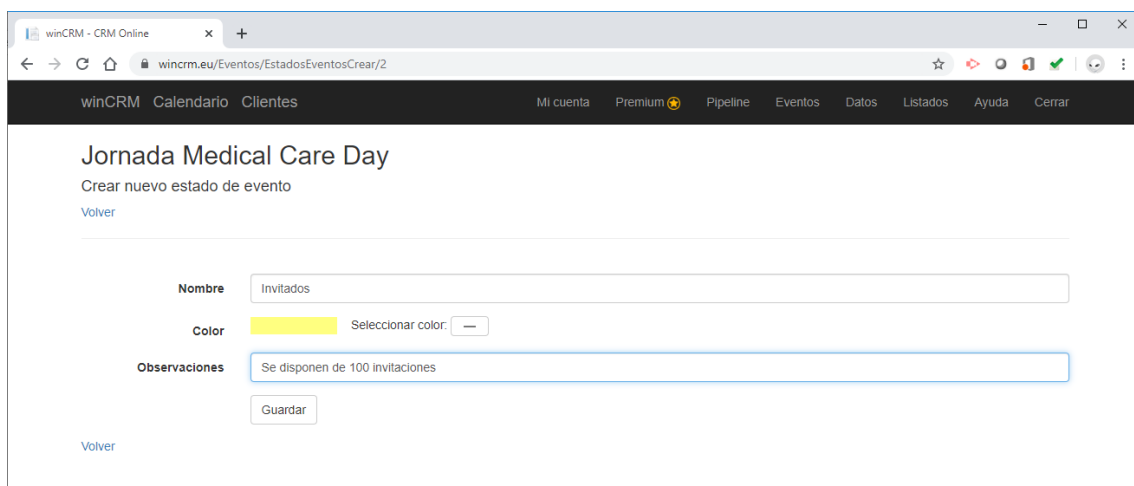 winCRM - CRM Online
wincrm.eu/Eventos/EstadosEventosCrear/2
winCRM Calendario Clientes Mi cuenta Premium Pipeline Eventos Datos Listados Ayuda Cerrar
Jornada Medical Care Day
Crear nuevo estado de evento
Volver
Nombre Invitados
Color Seleccionar color:
Observaciones Se disponen de 100 invitaciones
Guardar
Volver